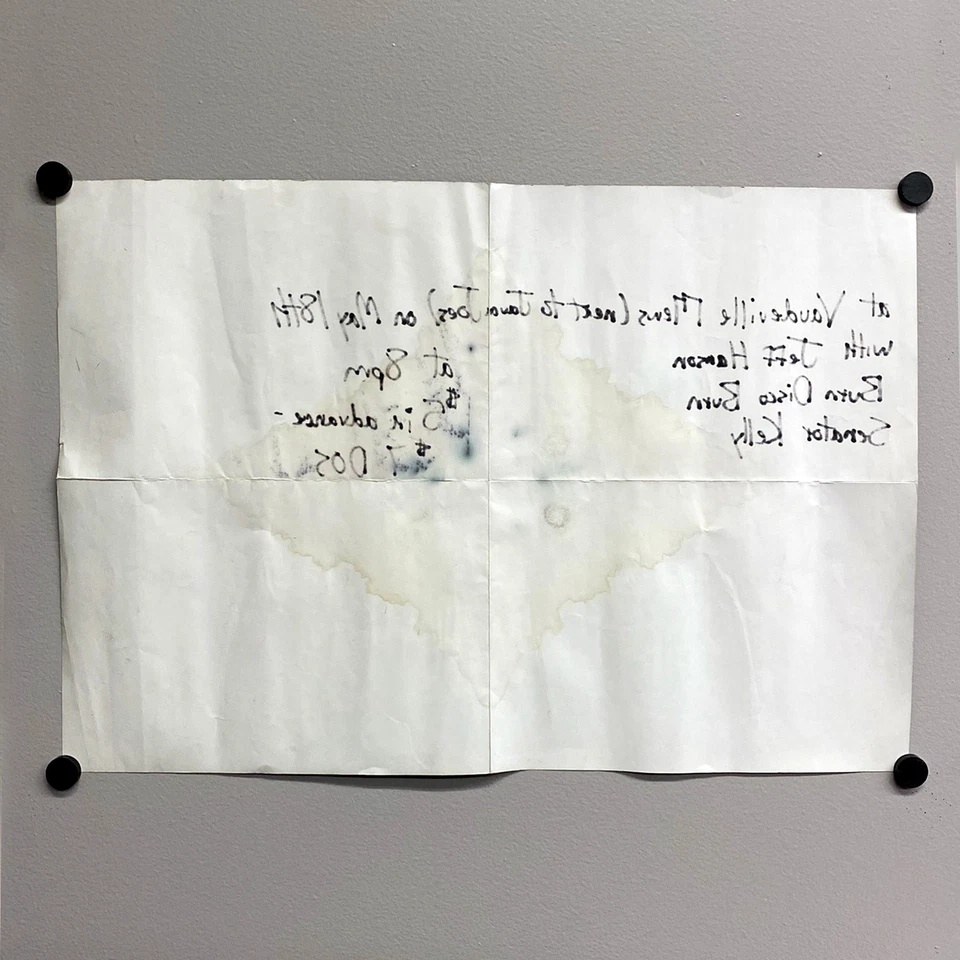 at Vaudeville Mews (next to Java Joes) on May 18th
with Jeff Hanson
at 8pm
Burn Disco Burn
$5 in advance -
Senator Kelly
$7 DOS